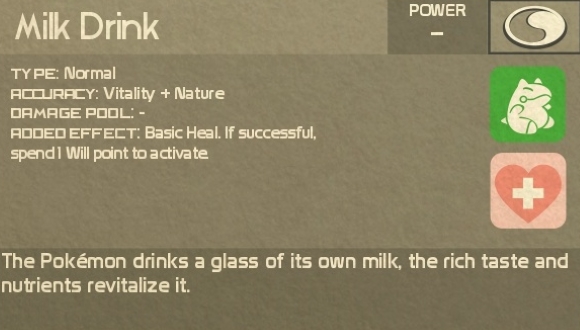 Milk Drink
POWER
–
TYPE: Normal
ACCURACY: Vitality + Nature
DAMAGE POOL: -
ADDED EFFECT: Basic Heal. If successful,
spend 1 Will point to activate.
The Pokémon drinks a glass of its own milk, the rich taste and
nutrients revitalize it.